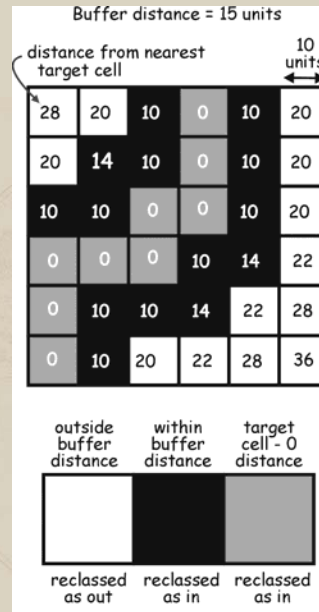 Buffer distance = 15 units
distance from nearest
target cell
10
units
28 20 10 0 10 20
20 14 10 0 10 20
10 10 0 0 10 20
0 0 0 10 14 22
0 10 10 14 22 28
0 10 20 22 28 36
outside within target
buffer buffer cell - 0
distance distance distance
reclassed reclassed reclassed
as out as in as in